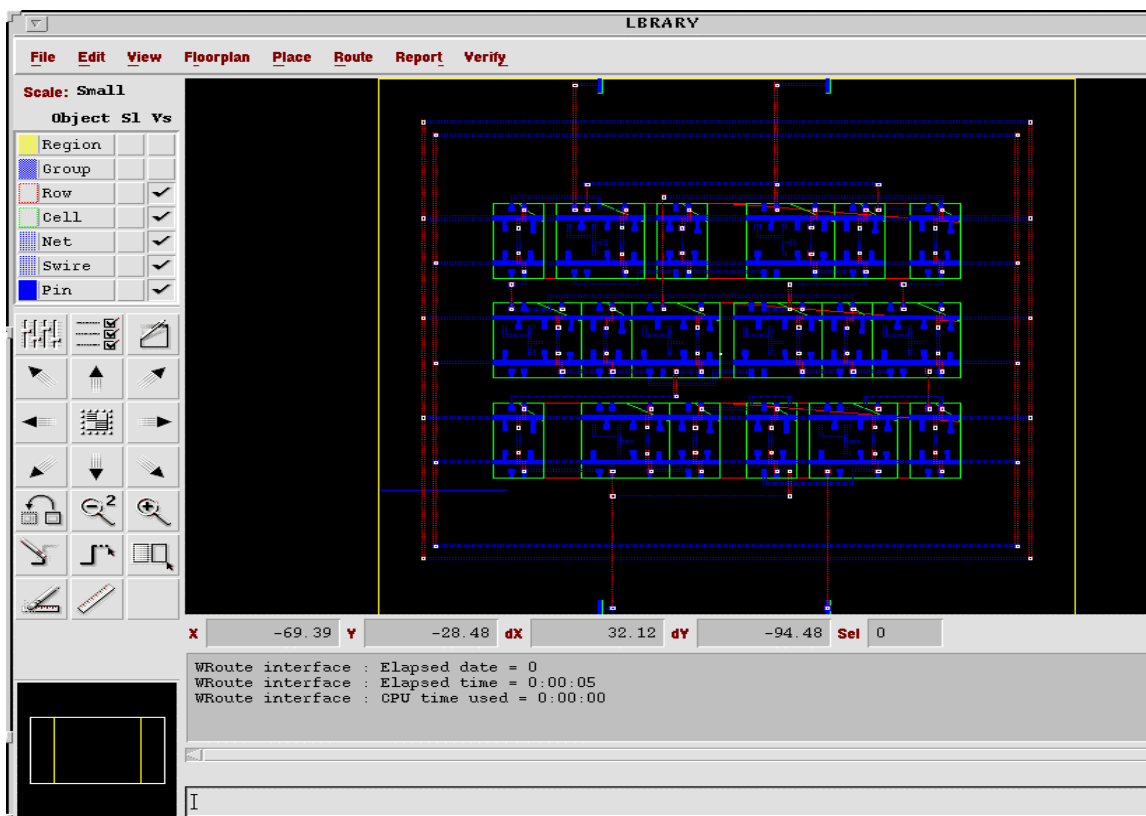 LBRARY
File Edit View Floorplan Place Route Report Verify
Scale: Small
Object Sl Vs
Region
Group
Row
Cell
Net
Swire
Pin
2
X -69.39 Y -28.48 dX 32.12 dY -94.48 Sel 0
WRoute interface : Elapsed date = 0
WRoute interface : Elapsed time = 0:00:05
WRoute interface : CPU time used = 0:00:00